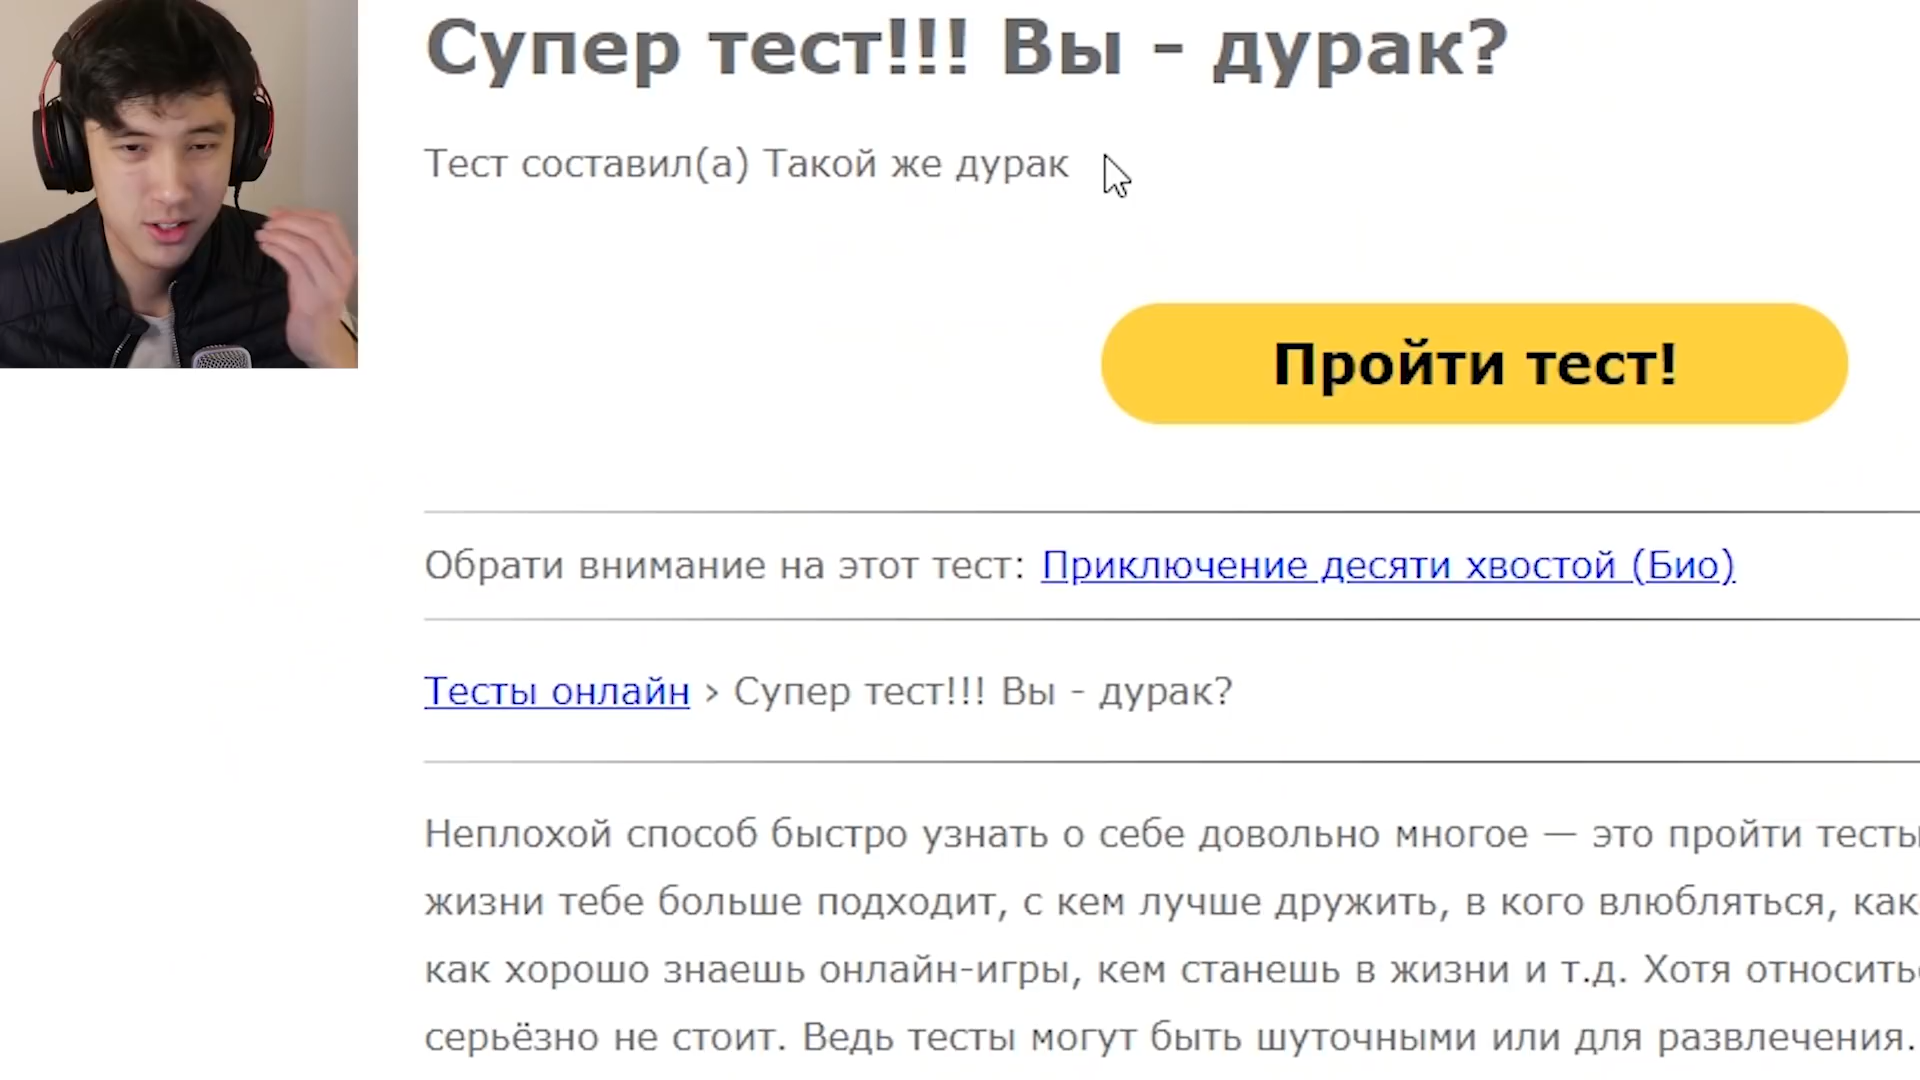 Супер тест!!! Вы - дурак?
Тест составил(а) Такой же дурак
Пройти тест!
Обрати внимание на этот тест: Приключение десяти хвостой (Био)
Тесты онлайн › Супер тест!!! Вы - дурак?
Неплохой способ быстро узнать о себе довольно многое — это пройти тесты
жизни тебе больше подходит, с кем лучше дружить, в кого влюбляться, как
как хорошо знаешь онлайн-игры, кем станешь в жизни и т.д. Хотя
серьёзно не стоит. Ведь тесты могут быть шуточными или для развлечения.